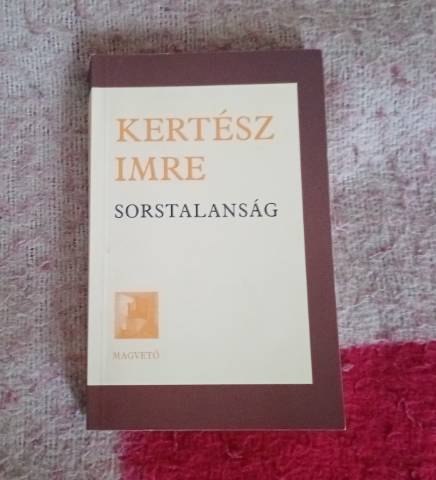 KERTÉSZ
IMRE
SORSTALANSÁG
MAGVETŐ